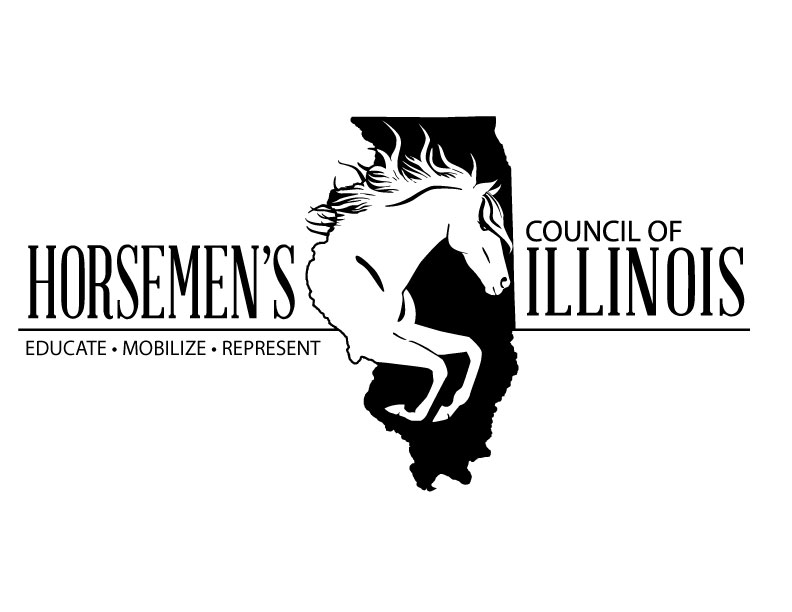 HORSEMEN'S
COUNCIL OF
ILLINOIS
EDUCATE • MOBILIZE • REPRESENT